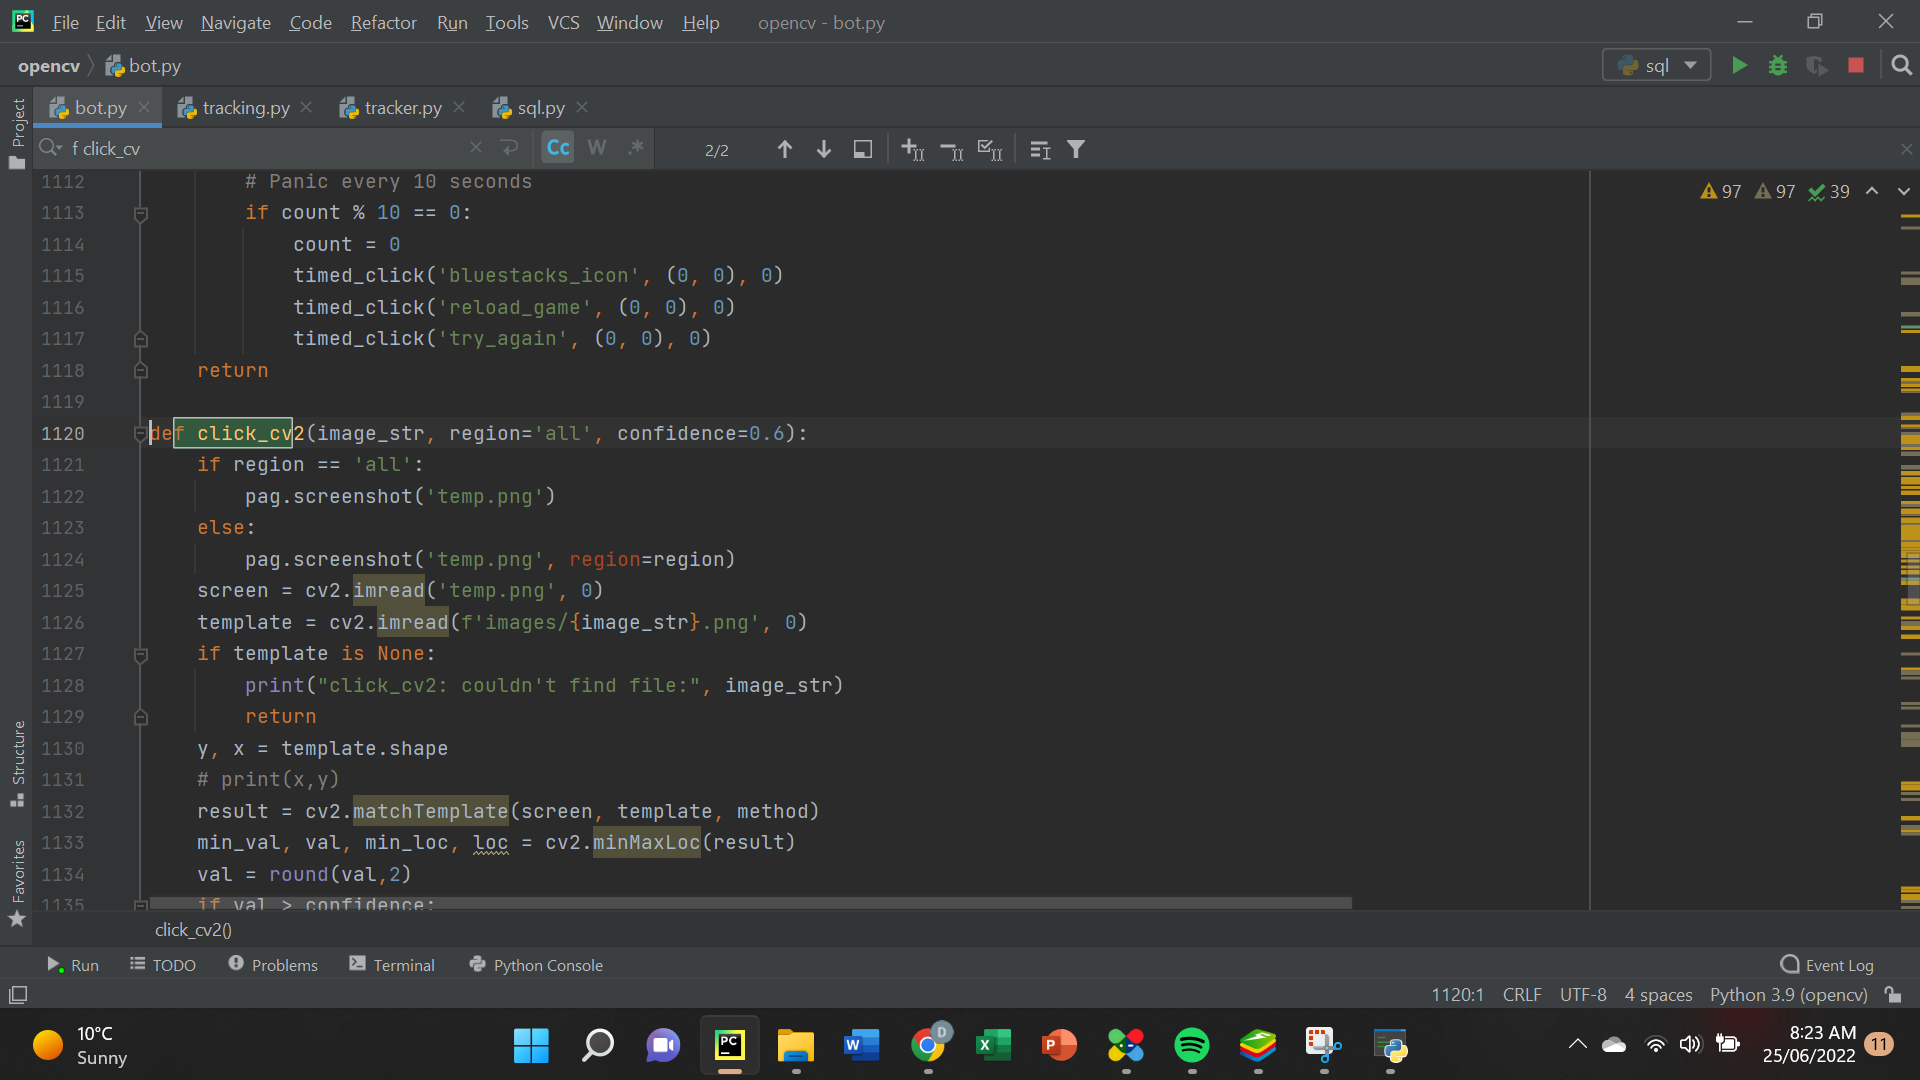 PC File Edit View Navigate Code Refactor Run Tools VCS Window Help opencv - bot.py
opencv bot.py sql
bot.py tracking.py tracker.py sql.py
Project
f click_cv Cc W .* 2/2
97 97 39
1112 # Panic every 10 seconds
1113 if count % 10 == 0:
1114 count = 0
1115 timed_click('bluestacks_icon', (0, 0), 0)
1116 timed_click('reload_game', (0, 0), 0)
1117 timed_click('try_again', (0, 0), 0)
1118 return
1119
1120 def click_cv2(image_str, region='all', confidence=0.6):
1121 if region == 'all':
1122 pag.screenshot('temp.png')
1123 else:
1124 pag.screenshot('temp.png', region=region)
1125 screen = cv2.imread('temp.png', 0)
1126 template = cv2.imread(f'images/{image_str}.png', 0)
1127 if template is None:
1128 print("click_cv2: couldn't find file:", image_str)
1129 return
1130 y, x = template.shape
1131 # print(x,y)
1132 result = cv2.matchTemplate(screen, template, method)
1133 min_val, val, min_loc, loc = cv2.minMaxLoc(result)
1134 val = round(val,2)
1135 if val > confidence:
Structure
Favorites
click_cv2()
Run TODO Problems Terminal Python Console Event Log
1120:1 CRLF UTF-8 4 spaces Python 3.9 (opencv)
10°C
Sunny
PC W D X P
8:23 AM
25/06/2022
11